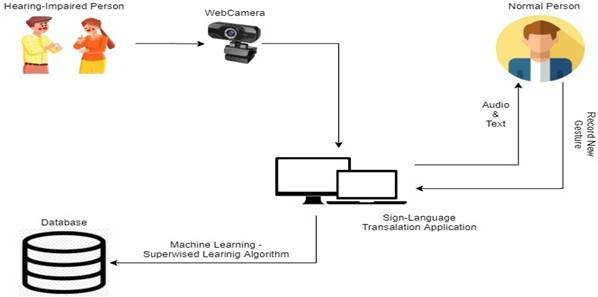 Hearing-Impaired Person
WebCamera
Normal Person
Audio
&
Text
Record New
Gesture
Sign-Language
Transalation Application
Database
Machine Learning -
Superwised Learinig Algorithm